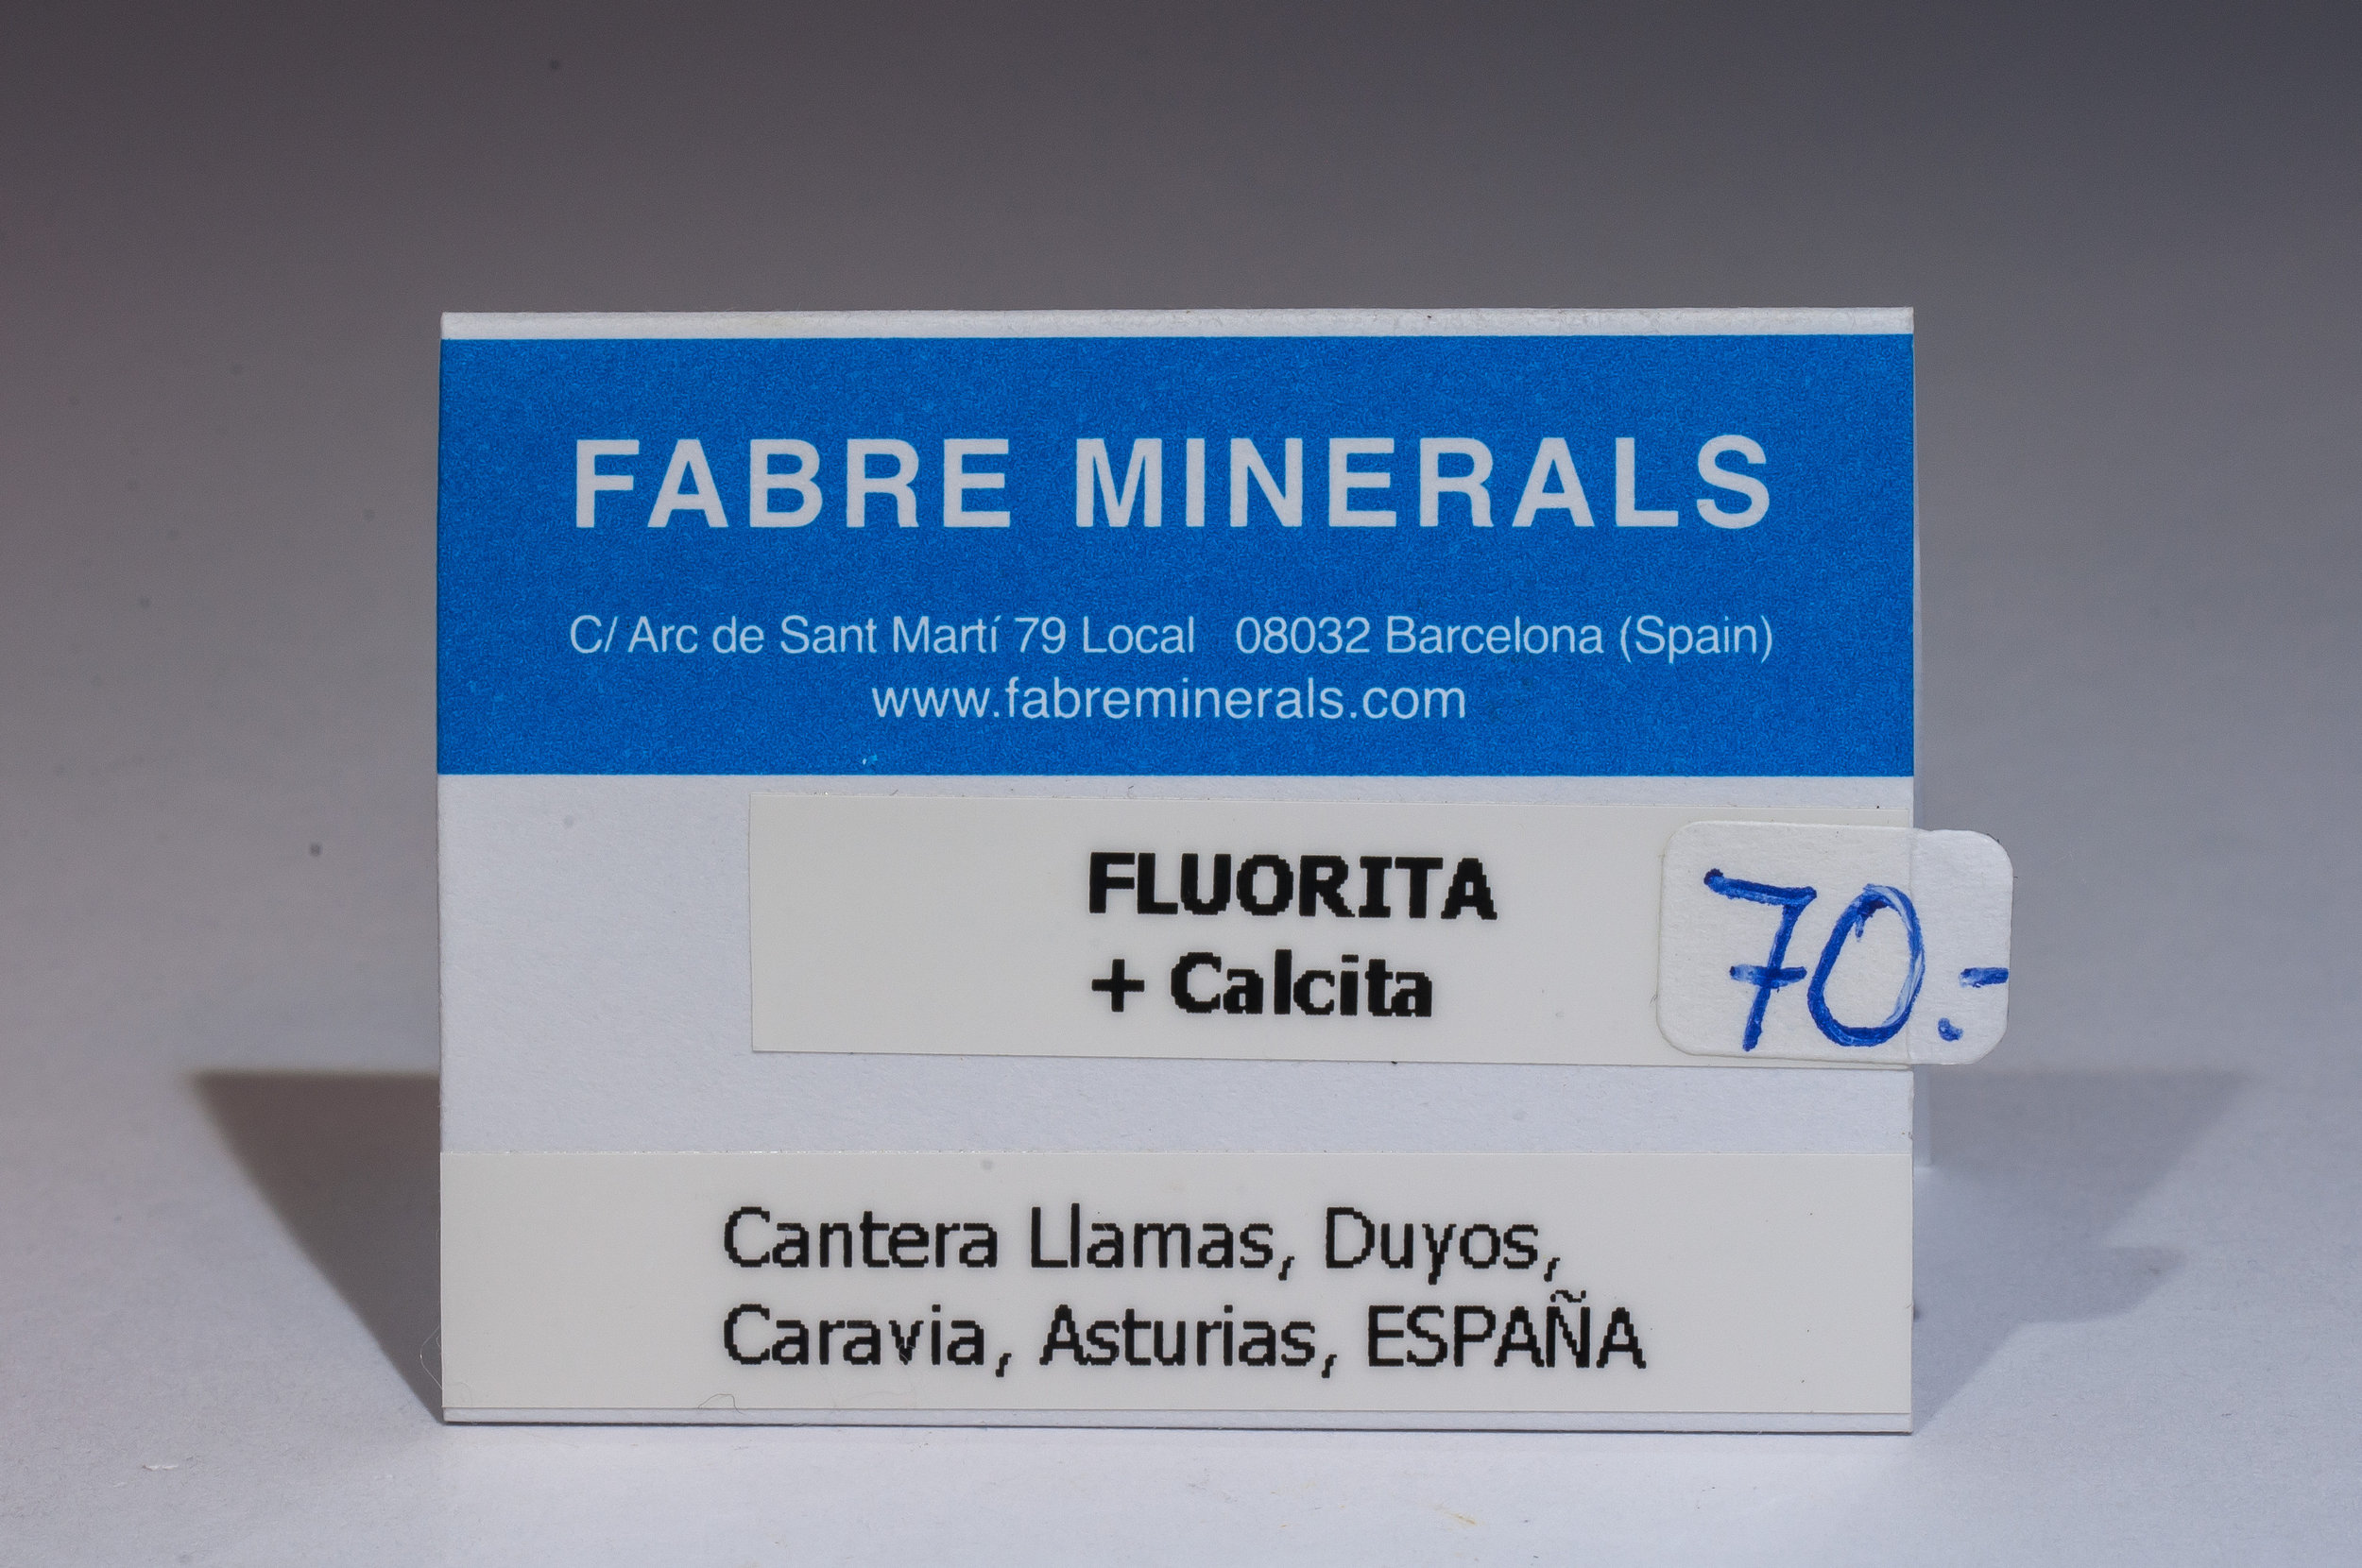 FABRE MINERALS
C/ Arc de Sant Martí 79 Local 08032 Barcelona (Spain)
www.fabreminerals.com
FLUORITA
+ Calcita
70.-
Cantera Llamas, Duyos,
Caravia, Asturias, ESPAÑA